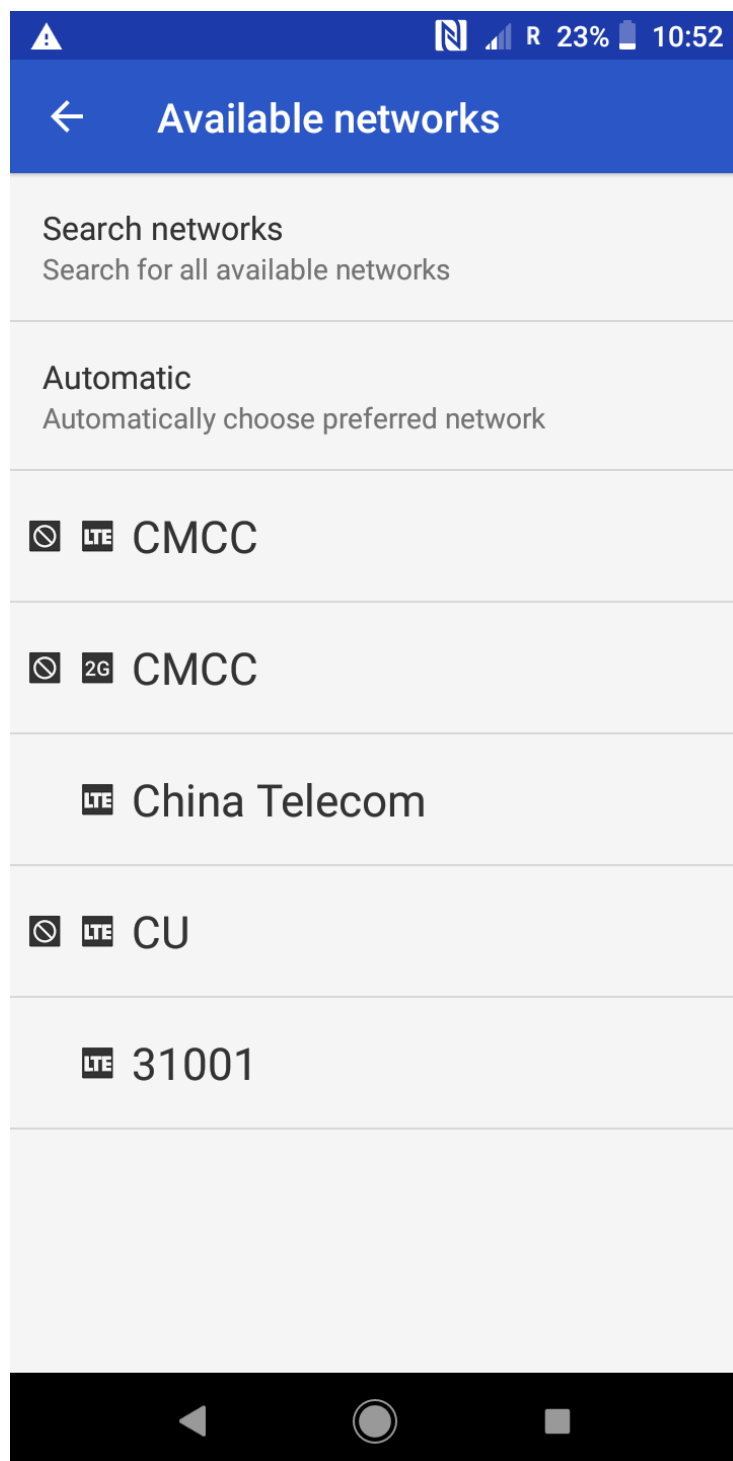 R 23% 10:52
Available networks
Search networks
Search for all available networks
Automatic
Automatically choose preferred network
LTE CMCC
2G CMCC
LTE China Telecom
LTE CU
LTE 31001